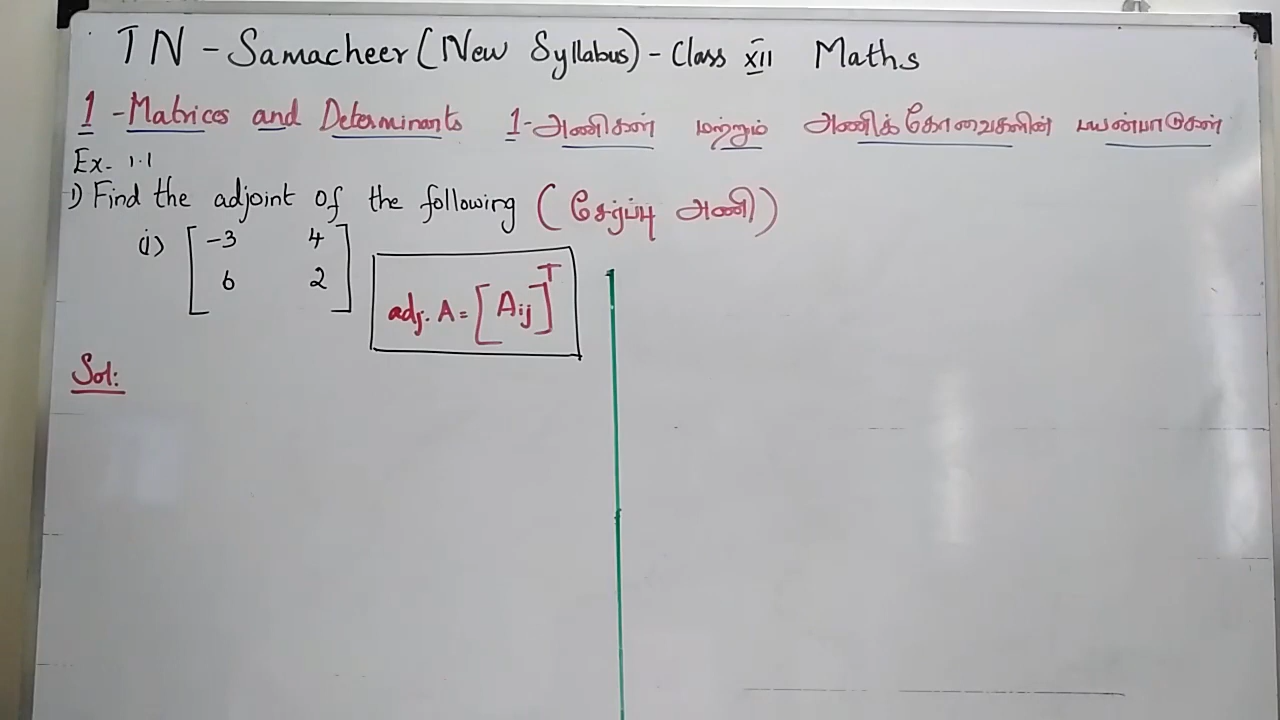 TN - Samacheer (New Syllabus) - Class XII Maths
1 - Matrices and Determinants 1 - அணிகள் மற்றும் அணிக்கோவைகளின் பயன்பாடுகள்
Ex. 1.1
1) Find the adjoint of the following (சேர்ப்பு அணி)
(i) [-3 4
6 2]
adj. A = [Aij]^T
Sol: